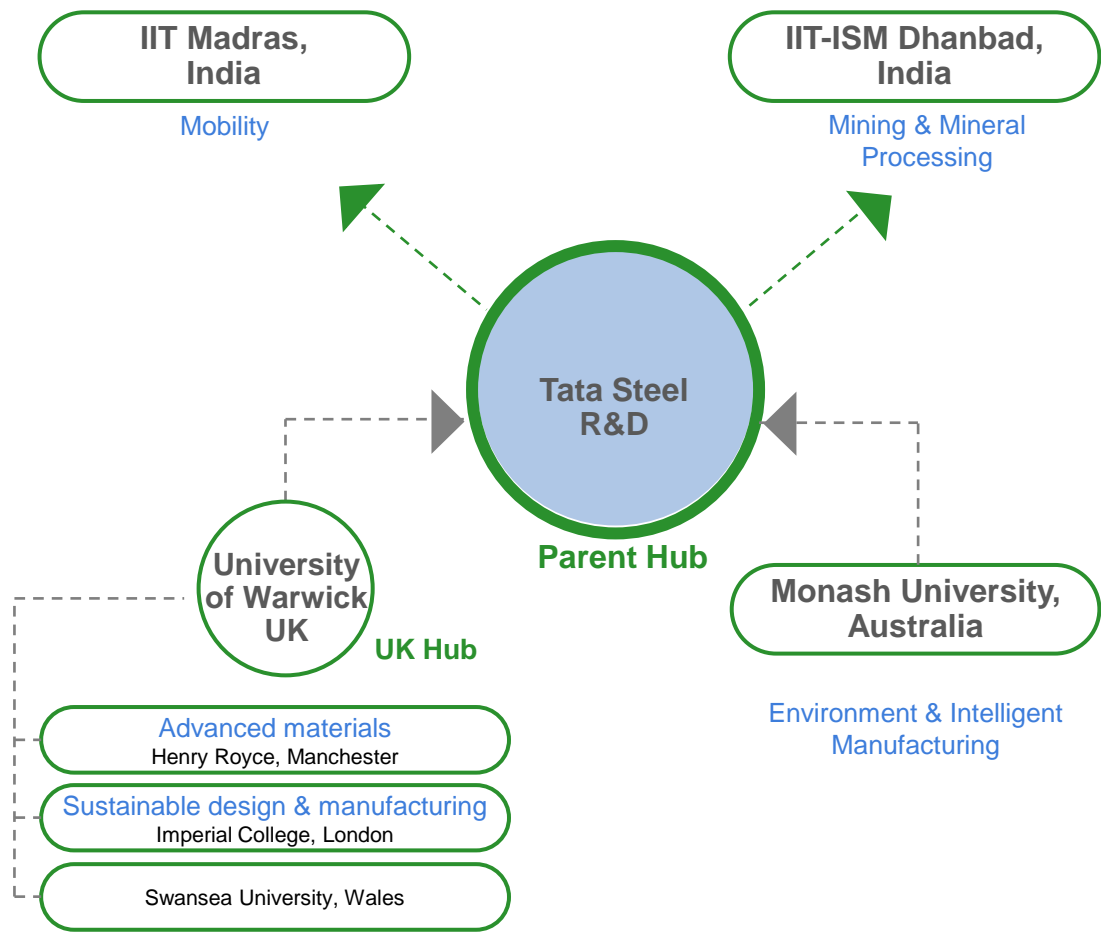 IIT Madras,
India
Mobility
IIT-ISM Dhanbad,
India
Mining & Mineral
Processing
Tata Steel
R&D
Parent Hub
University
of Warwick
UK
UK Hub
Monash University,
Australia
Environment & Intelligent
Manufacturing
Advanced materials
Henry Royce, Manchester
Sustainable design & manufacturing
Imperial College, London
Swansea University, Wales